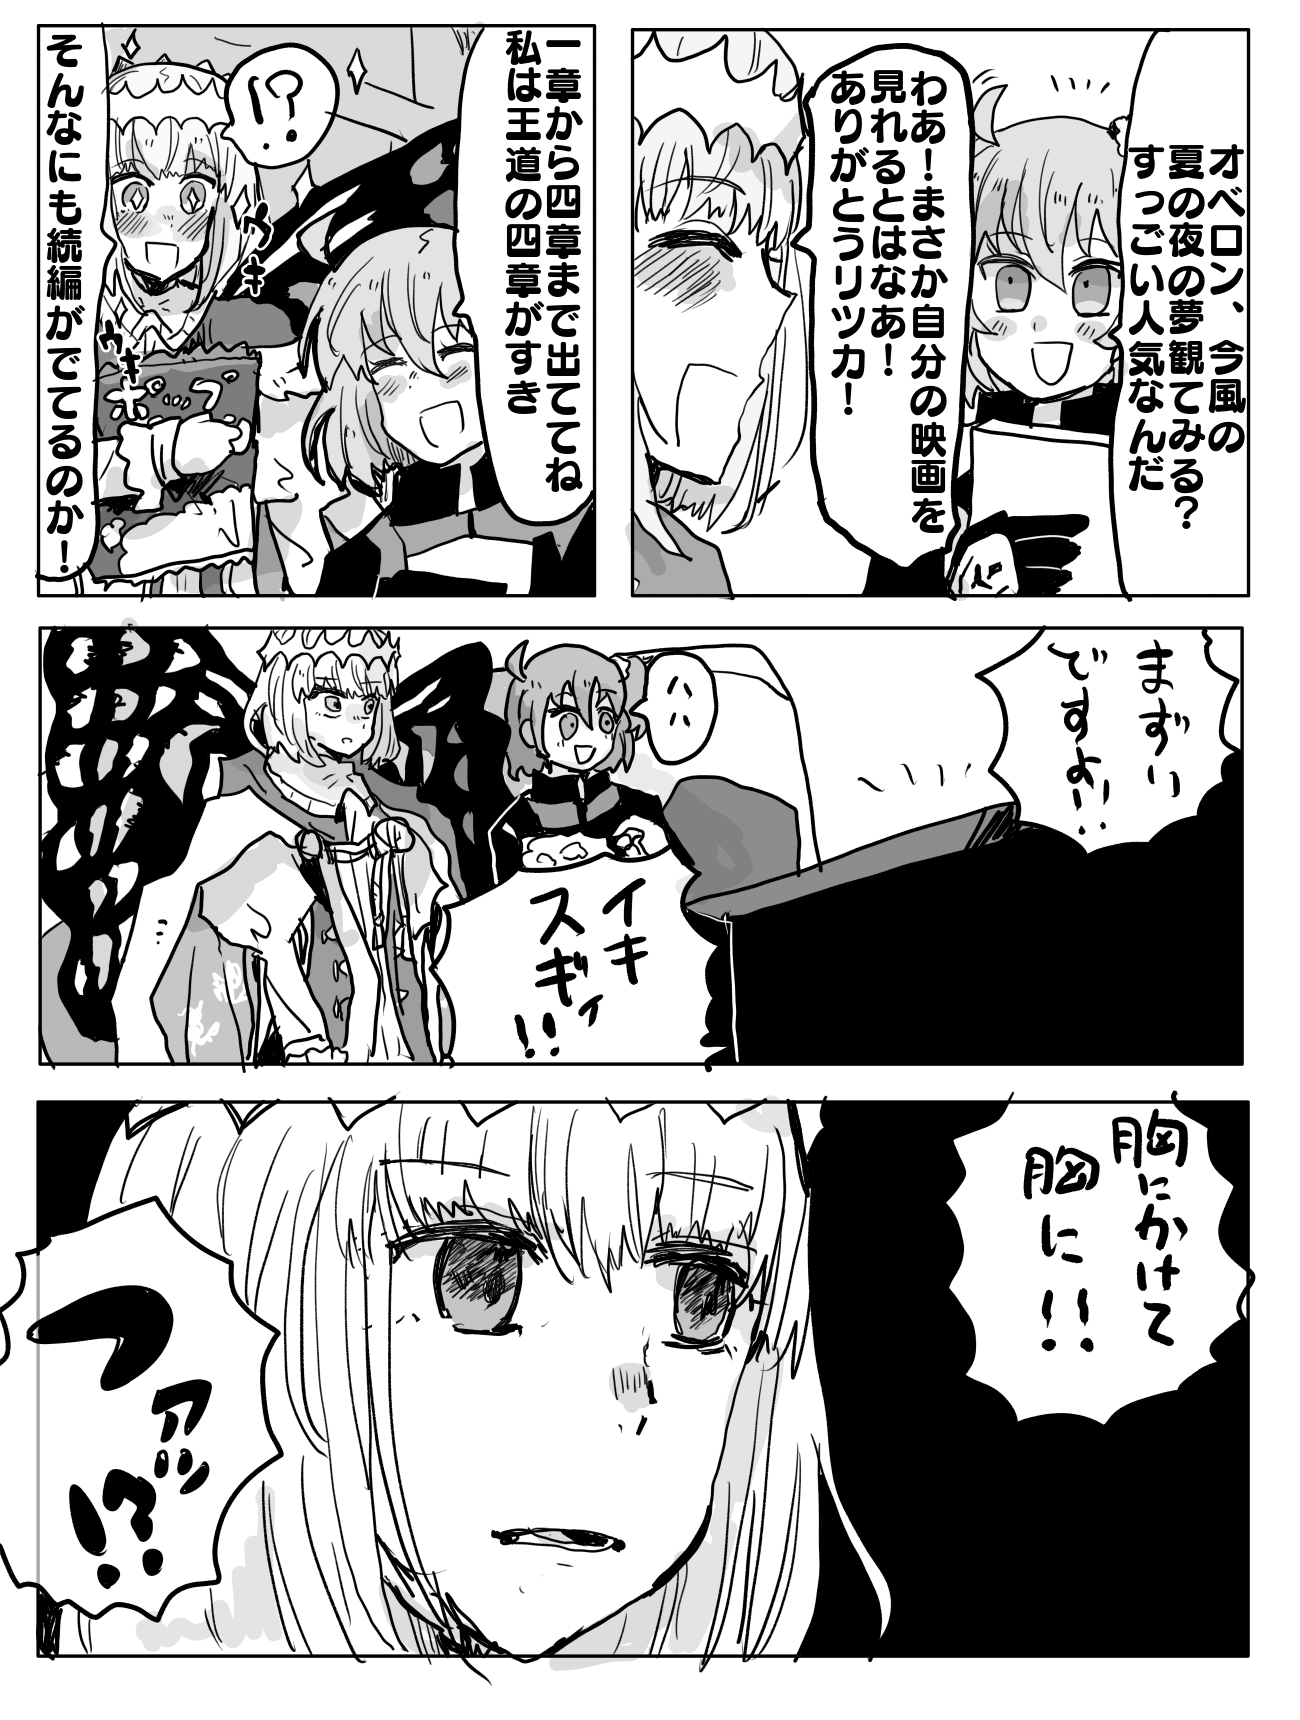 オベロン、今風の
夏の夜の夢観てみる？
すっごい人気なんだ
わあ！まさか自分の映画を
見れるとはなあ！
ありがとうリツカ！
一章から四章まで出ててね
私は王道の四章がすき
！？
ウキ
ウキ
そんなにも続編がでてるのか！
まずい
ですよ！！
ハハ
イキ
スギィ
！！
胸にかけて
胸に！！
つ
アッ
！？